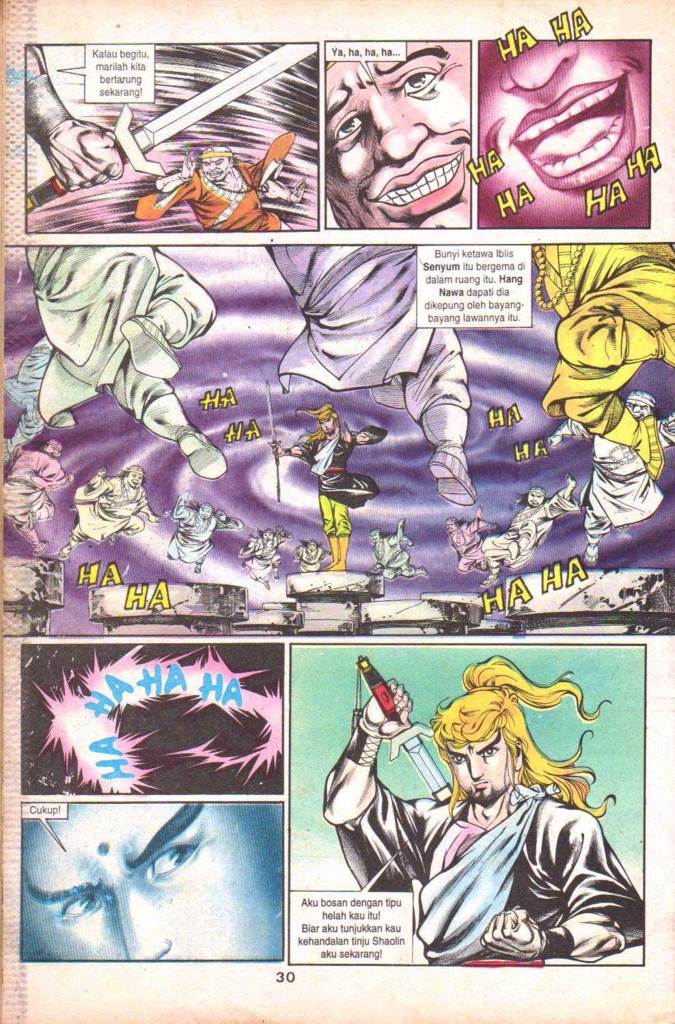 Kalau begitu,
marilah kita
bertarung
sekarang!
Ya, ha, ha, ha...
HA HA
HA
HA
HA
HA
Bunyi ketawa Iblis
Senyum itu bergema di
dalam ruang itu. Hang
Nawa dapati dia
dikepung oleh bayang-
bayang lawannya itu.
HA
HA
HA
HA
HA
HA
HA HA
HA HA HA HA
Cukup!
Aku bosan dengan tipu
helah kau itu!
Biar aku tunjukkan kau
kehandalan tinju Shaolin
aku sekarang!
30